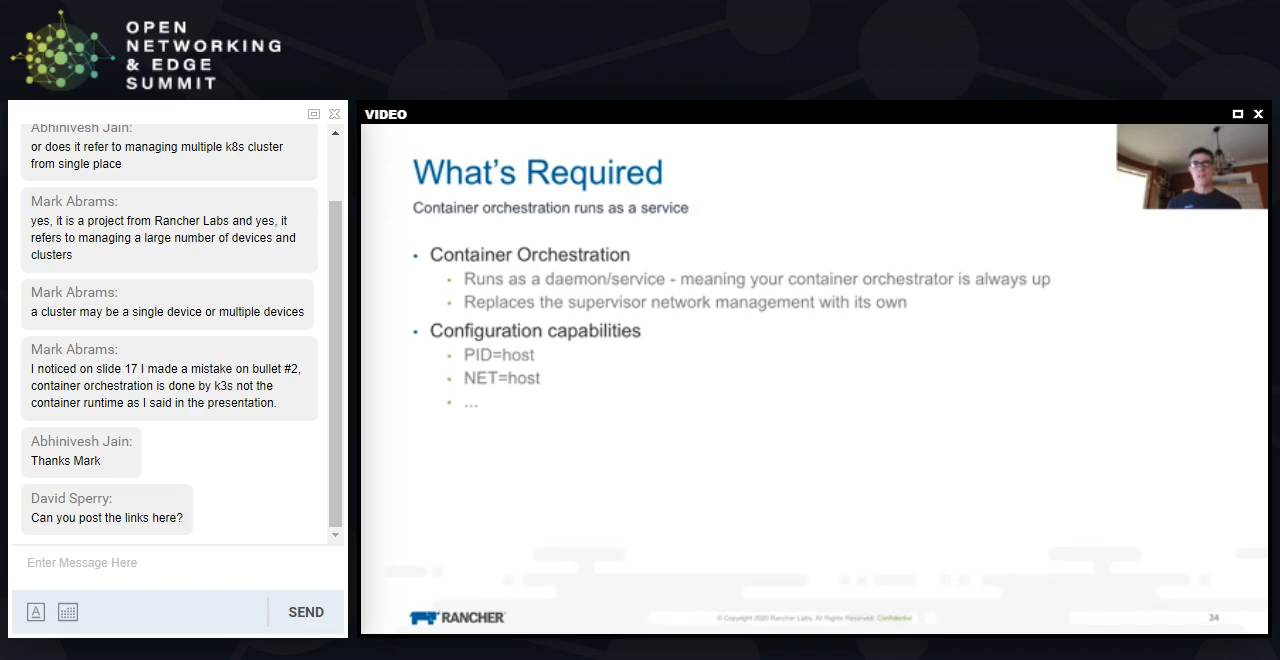 OPEN
NETWORKING
& EDGE
SUMMIT
Abhinivesh Jain:
or does it refer to managing multiple k8s cluster
from single place
Mark Abrams:
yes, it is a project from Rancher Labs and yes, it
refers to managing a large number of devices and
clusters
Mark Abrams:
a cluster may be a single device or multiple devices
Mark Abrams:
I noticed on slide 17 I made a mistake on bullet #2,
container orchestration is done by k3s not the
container runtime as I said in the presentation.
Abhinivesh Jain:
Thanks Mark
David Sperry:
Can you post the links here?
Enter Message Here
A
SEND
VIDEO
What's Required
Container orchestration runs as a service
• Container Orchestration
• Runs as a daemon/service - meaning your container orchestrator is always up
• Replaces the supervisor network management with its own
• Configuration capabilities
• PID=host
• NET=host
• ...
RANCHER
© Copyright 2020 Rancher Labs. All Rights Reserved. Confidential
34